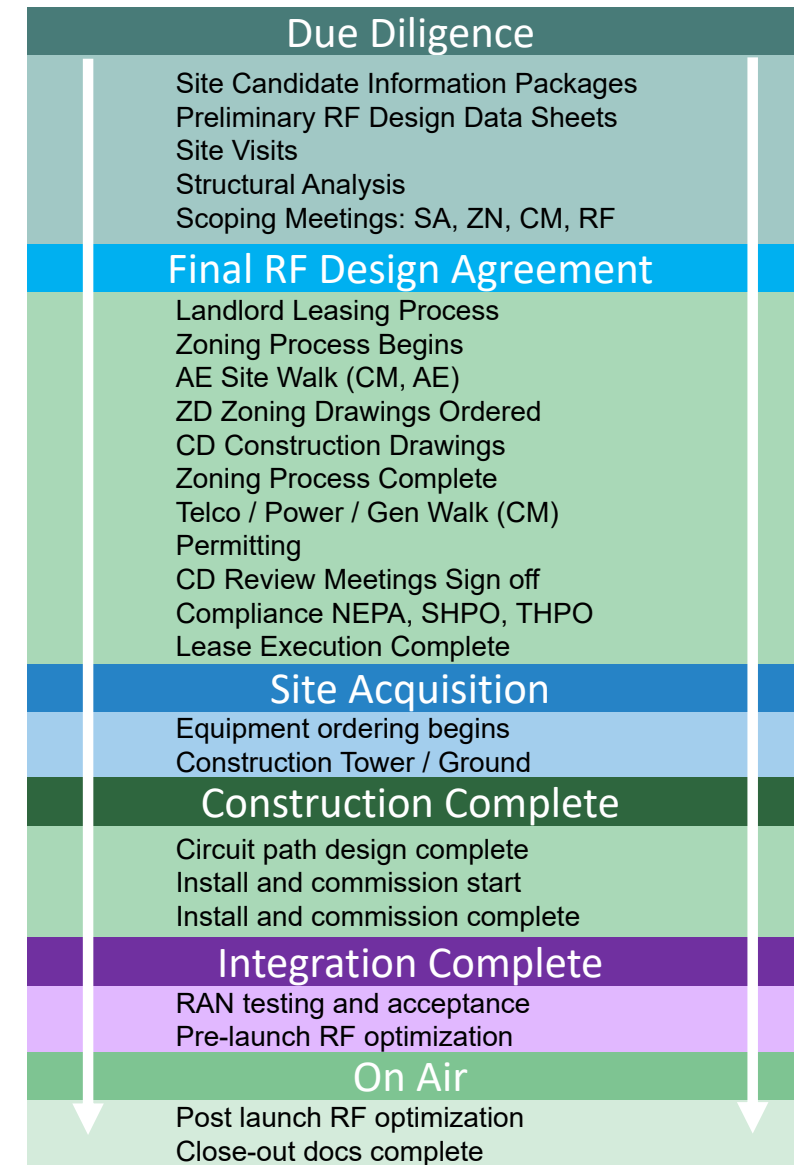 Due Diligence
Site Candidate Information Packages
Preliminary RF Design Data Sheets
Site Visits
Structural Analysis
Scoping Meetings: SA, ZN, CM, RF
Final RF Design Agreement
Landlord Leasing Process
Zoning Process Begins
AE Site Walk (CM, AE)
ZD Zoning Drawings Ordered
CD Construction Drawings
Zoning Process Complete
Telco / Power / Gen Walk (CM)
Permitting
CD Review Meetings Sign off
Compliance NEPA, SHPO, THPO
Lease Execution Complete
Site Acquisition
Equipment ordering begins
Construction Tower / Ground
Construction Complete
Circuit path design complete
Install and commission start
Install and commission complete
Integration Complete
RAN testing and acceptance
Pre-launch RF optimization
On Air
Post launch RF optimization
Close-out docs complete